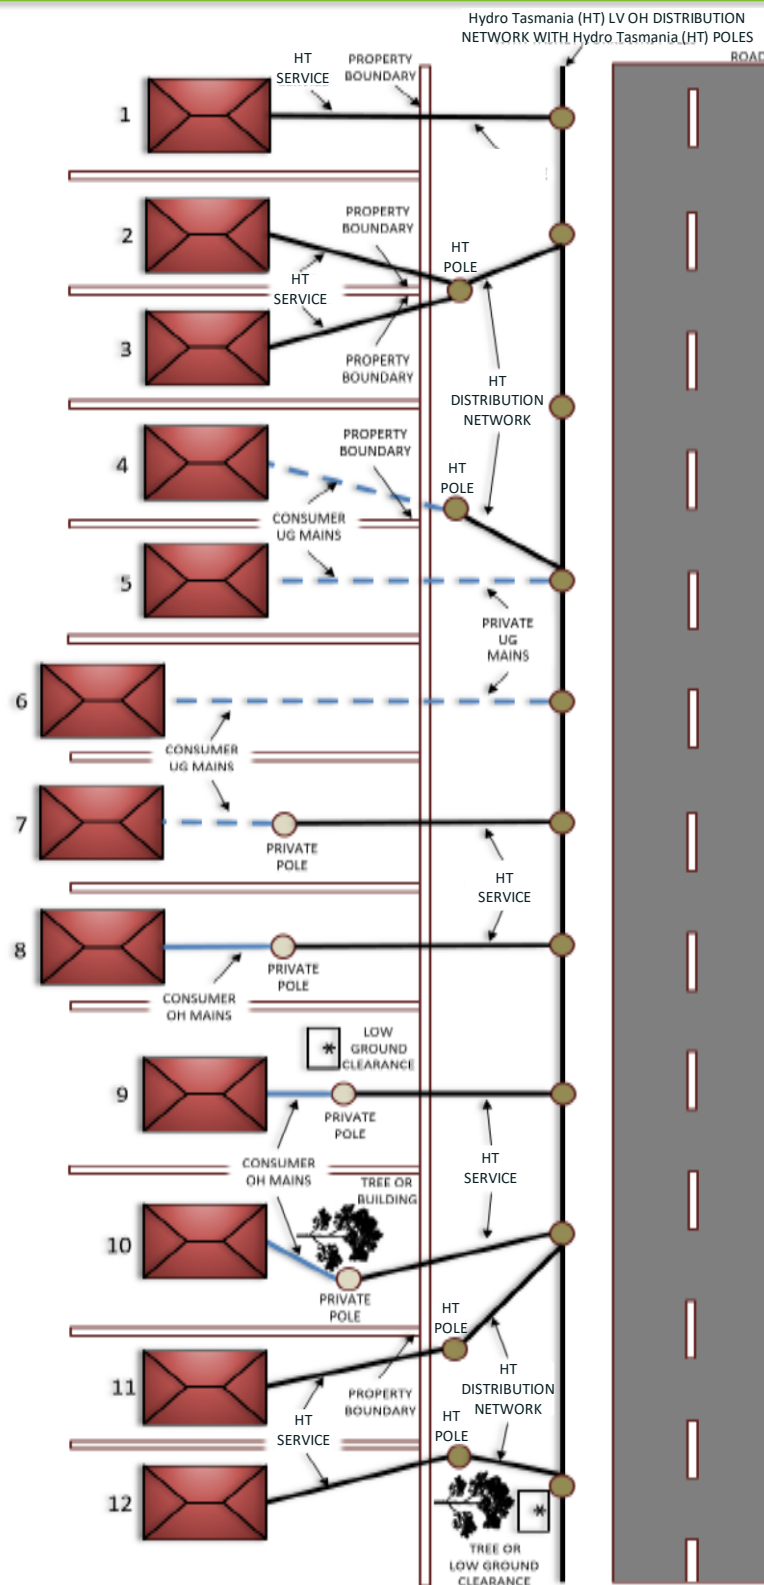 Hydro Tasmania (HT) LV OH DISTRIBUTION
NETWORK WITH Hydro Tasmania (HT) POLES
ROAD
HT
SERVICE
PROPERTY
BOUNDARY
1
2
PROPERTY
BOUNDARY
HT
POLE
HT
SERVICE
3
PROPERTY
BOUNDARY
HT
DISTRIBUTION
NETWORK
4
PROPERTY
BOUNDARY
HT
POLE
CONSUMER
UG MAINS
5
PRIVATE
UG
MAINS
6
CONSUMER
UG MAINS
7
PRIVATE
POLE
HT
SERVICE
8
PRIVATE
POLE
CONSUMER
OH MAINS
LOW
GROUND
CLEARANCE
*
9
PRIVATE
POLE
CONSUMER
OH MAINS
HT
SERVICE
TREE OR
BUILDING
10
PRIVATE
POLE
HT
POLE
11
PROPERTY
BOUNDARY
HT
DISTRIBUTION
NETWORK
HT
SERVICE
HT
POLE
12
*
TREE OR
LOW GROUND
CLEARANCE